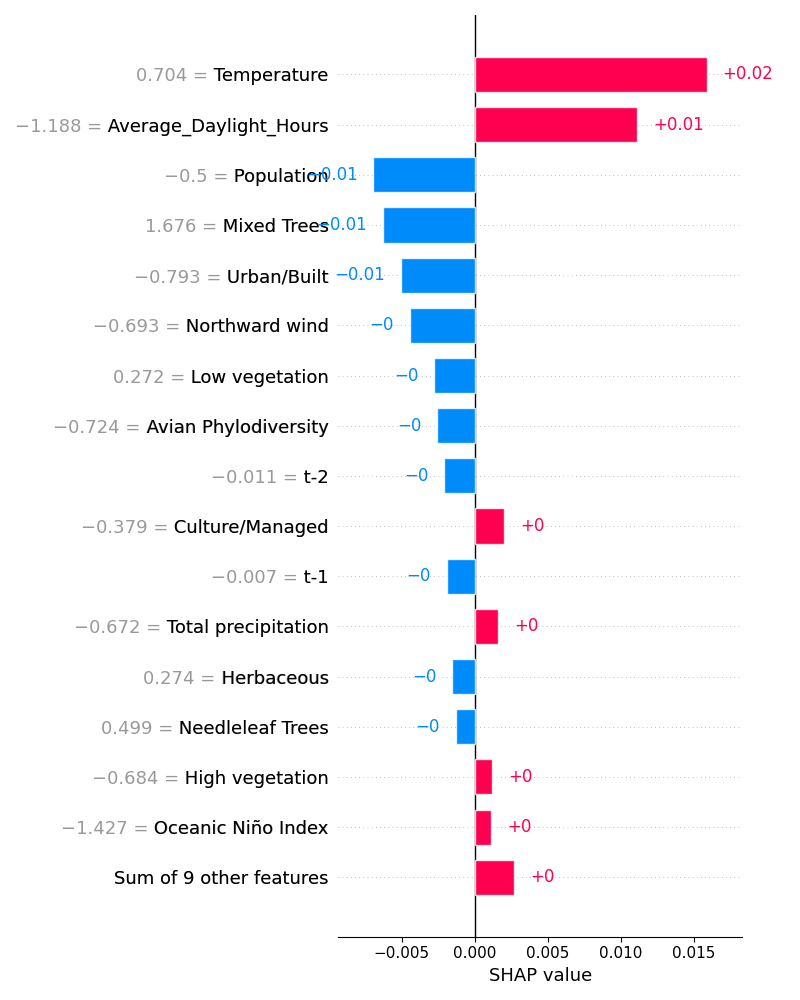 0.704 = Temperature +0.02
−1.188 = Average_Daylight_Hours +0.01
−0.5 = Population −0.01
1.676 = Mixed Trees −0.01
−0.793 = Urban/Built −0.01
−0.693 = Northward wind −0
0.272 = Low vegetation −0
−0.724 = Avian Phylodiversity −0
−0.011 = t-2 −0
−0.379 = Culture/Managed +0
−0.007 = t-1 −0
−0.672 = Total precipitation +0
0.274 = Herbaceous −0
0.499 = Needleleaf Trees −0
−0.684 = High vegetation +0
−1.427 = Oceanic Niño Index +0
Sum of 9 other features +0
−0.005 0.000 0.005 0.010 0.015
SHAP value